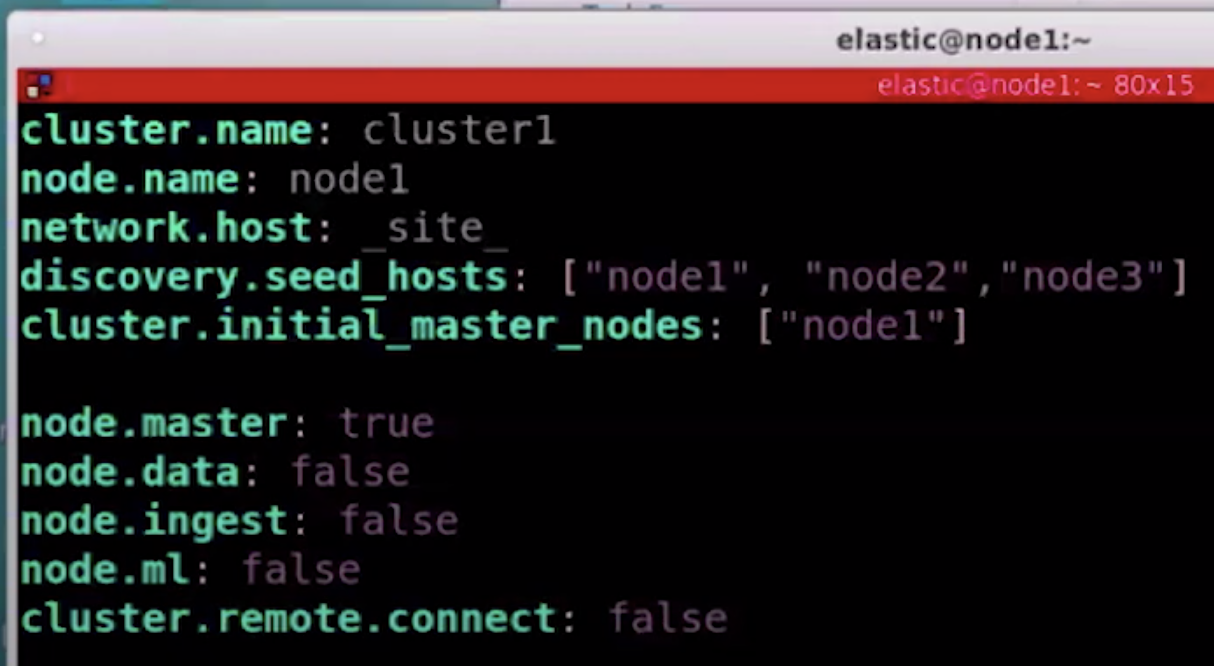 elastic@node1:~
elastic@node1:~ 80x15
cluster.name: cluster1
node.name: node1
network.host: _site_
discovery.seed_hosts: ["node1", "node2","node3"]
cluster.initial_master_nodes: ["node1"]
node.master: true
node.data: false
node.ingest: false
node.ml: false
cluster.remote.connect: false